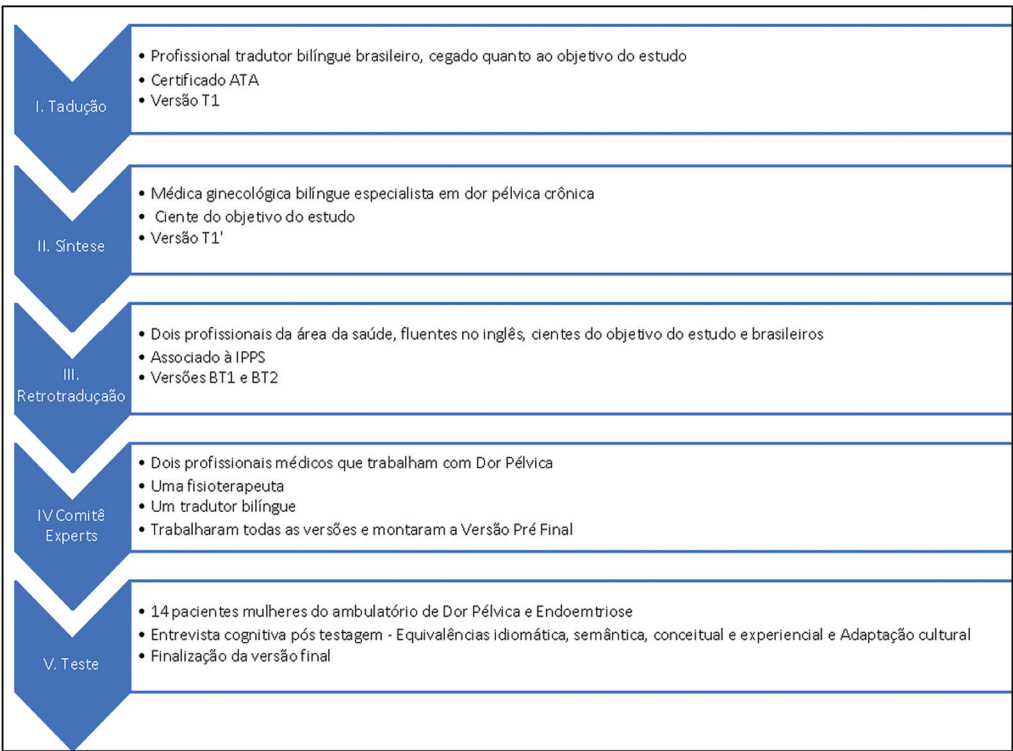 I. Tadução
• Profissional tradutor bilíngue brasileiro, cegado quanto ao objetivo do estudo
• Certificado ATA
• Versão T1
II. Síntese
• Médica ginecológica bilíngue especialista em dor pélvica crônica
• Ciente do objetivo do estudo
• Versão T1'
III.
Retrotraduçaão
• Dois profissionais da área da saúde, fluentes no inglês, cientes do objetivo do estudo e brasileiros
• Associado à IPPS
• Versões BT1 e BT2
IV Comitê
Experts
• Dois profissionais médicos que trabalham com Dor Pélvica
• Uma fisioterapeuta
• Um tradutor bilíngue
• Trabalharam todas as versões e montaram a Versão Pré Final
V. Teste
• 14 pacientes mulheres do ambulatório de Dor Pélvica e Endoemtriose
• Entrevista cognitiva pós testagem - Equivalências idiomática, semântica, conceitual e experiencial e Adaptação cultural
• Finalização da versão final